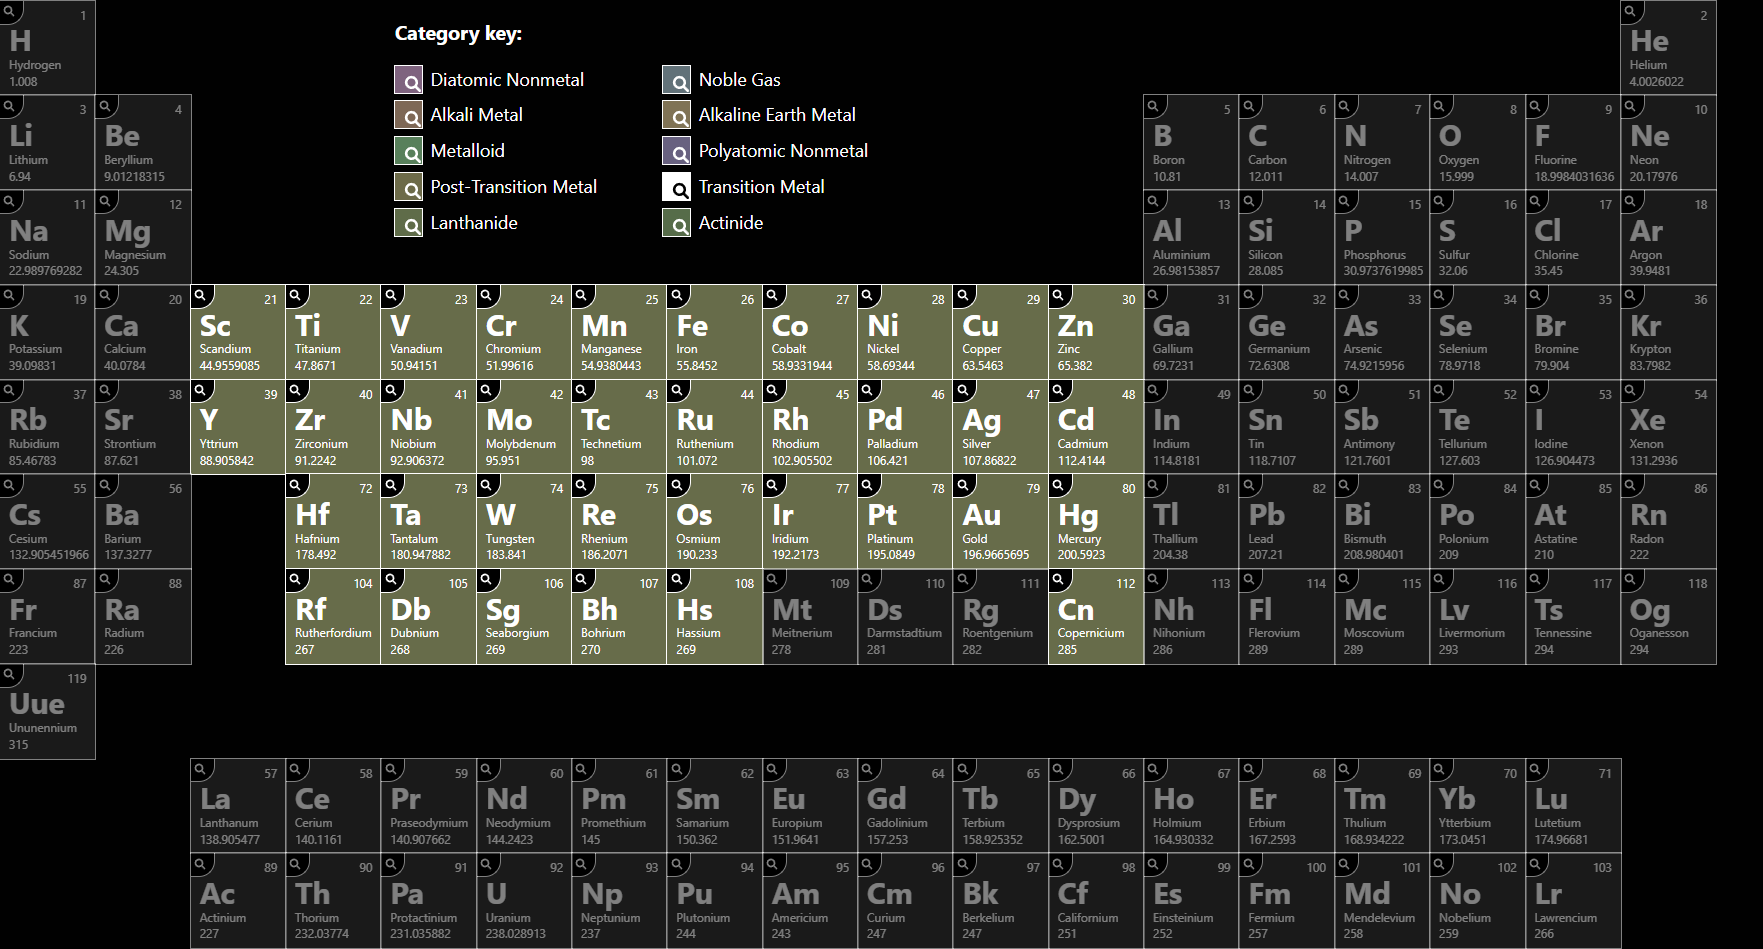 1
H
Hydrogen
1.008
Category key:
2
He
Helium
4.0026022
Diatomic Nonmetal
Noble Gas
Alkali Metal
Alkaline Earth Metal
Metalloid
Polyatomic Nonmetal
Post-Transition Metal
Transition Metal
Lanthanide
Actinide
3
Li
Lithium
6.94
4
Be
Beryllium
9.01218315
5
B
Boron
10.81
6
C
Carbon
12.011
7
N
Nitrogen
14.007
8
O
Oxygen
15.999
9
F
Fluorine
18.9984031636
10
Ne
Neon
20.17976
11
Na
Sodium
22.989769282
12
Mg
Magnesium
24.305
13
Al
Aluminium
26.98153857
14
Si
Silicon
28.085
15
P
Phosphorus
30.9737619985
16
S
Sulfur
32.06
17
Cl
Chlorine
35.45
18
Ar
Argon
39.9481
19
K
Potassium
39.09831
20
Ca
Calcium
40.0784
21
Sc
Scandium
44.9559085
22
Ti
Titanium
47.8671
23
V
Vanadium
50.94151
24
Cr
Chromium
51.99616
25
Mn
Manganese
54.9380443
26
Fe
Iron
55.8452
27
Co
Cobalt
58.9331944
28
Ni
Nickel
58.69344
29
Cu
Copper
63.5463
30
Zn
Zinc
65.382
31
Ga
Gallium
69.7231
32
Ge
Germanium
72.6308
33
As
Arsenic
74.9215956
34
Se
Selenium
78.9718
35
Br
Bromine
79.904
36
Kr
Krypton
83.7982
37
Rb
Rubidium
85.46783
38
Sr
Strontium
87.621
39
Y
Yttrium
88.905842
40
Zr
Zirconium
91.2242
41
Nb
Niobium
92.906372
42
Mo
Molybdenum
95.951
43
Tc
Technetium
98
44
Ru
Ruthenium
101.072
45
Rh
Rhodium
102.905502
46
Pd
Palladium
106.421
47
Ag
Silver
107.86822
48
Cd
Cadmium
112.4144
49
In
Indium
114.8181
50
Sn
Tin
118.7107
51
Sb
Antimony
121.7601
52
Te
Tellurium
127.603
53
I
Iodine
126.904473
54
Xe
Xenon
131.2936
55
Cs
Cesium
132.905451966
56
Ba
Barium
137.3277
72
Hf
Hafnium
178.492
73
Ta
Tantalum
180.947882
74
W
Tungsten
183.841
75
Re
Rhenium
186.2071
76
Os
Osmium
190.233
77
Ir
Iridium
192.2173
78
Pt
Platinum
195.0849
79
Au
Gold
196.9665695
80
Hg
Mercury
200.5923
81
Tl
Thallium
204.38
82
Pb
Lead
207.21
83
Bi
Bismuth
208.980401
84
Po
Polonium
209
85
At
Astatine
210
86
Rn
Radon
222
87
Fr
Francium
223
88
Ra
Radium
226
104
Rf
Rutherfordium
267
105
Db
Dubnium
268
106
Sg
Seaborgium
269
107
Bh
Bohrium
270
108
Hs
Hassium
269
109
Mt
Meitnerium
278
110
Ds
Darmstadtium
281
111
Rg
Roentgenium
282
112
Cn
Copernicium
285
113
Nh
Nihonium
286
114
Fl
Flerovium
289
115
Mc
Moscovium
289
116
Lv
Livermorium
293
117
Ts
Tennessine
294
118
Og
Oganesson
294
119
Uue
Ununennium
315
57
La
Lanthanum
138.905477
58
Ce
Cerium
140.1161
59
Pr
Praseodymium
140.907662
60
Nd
Neodymium
144.2423
61
Pm
Promethium
145
62
Sm
Samarium
150.362
63
Eu
Europium
151.9641
64
Gd
Gadolinium
157.253
65
Tb
Terbium
158.925352
66
Dy
Dysprosium
162.5001
67
Ho
Holmium
164.930332
68
Er
Erbium
167.2593
69
Tm
Thulium
168.934222
70
Yb
Ytterbium
173.0451
71
Lu
Lutetium
174.96681
89
Ac
Actinium
227
90
Th
Thorium
232.03774
91
Pa
Protactinium
231.035882
92
U
Uranium
238.028913
93
Np
Neptunium
237
94
Pu
Plutonium
244
95
Am
Americium
243
96
Cm
Curium
247
97
Bk
Berkelium
247
98
Cf
Californium
251
99
Es
Einsteinium
252
100
Fm
Fermium
257
101
Md
Mendelevium
258
102
No
Nobelium
259
103
Lr
Lawrencium
266